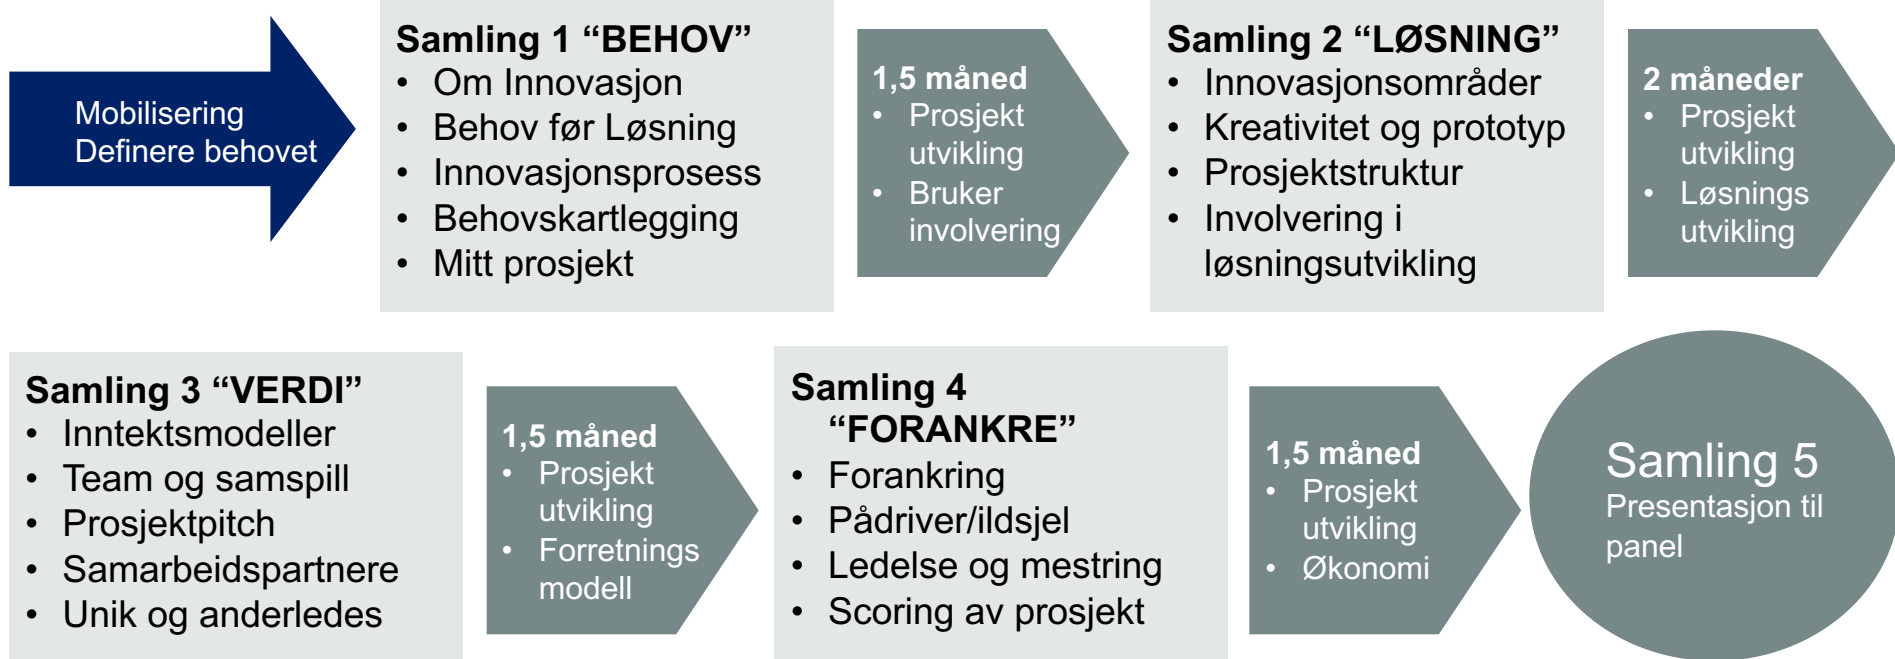 Mobilisering
Definere behovet
Samling 1 “BEHOV”
• Om Innovasjon
• Behov før Løsning
• Innovasjonsprosess
• Behovskartlegging
• Mitt prosjekt
1,5 måned
• Prosjekt
utvikling
• Bruker
involvering
Samling 2 “LØSNING”
• Innovasjonsområder
• Kreativitet og prototyp
• Prosjektstruktur
• Involvering i
løsningsutvikling
2 måneder
• Prosjekt
utvikling
• Løsnings
utvikling
Samling 3 “VERDI”
• Inntektsmodeller
• Team og samspill
• Prosjektpitch
• Samarbeidspartnere
• Unik og anderledes
1,5 måned
• Prosjekt
utvikling
• Forretnings
modell
Samling 4
“FORANKRE”
• Forankring
• Pådriver/ildsjel
• Ledelse og mestring
• Scoring av prosjekt
1,5 måned
• Prosjekt
utvikling
• Økonomi
Samling 5
Presentasjon til
panel